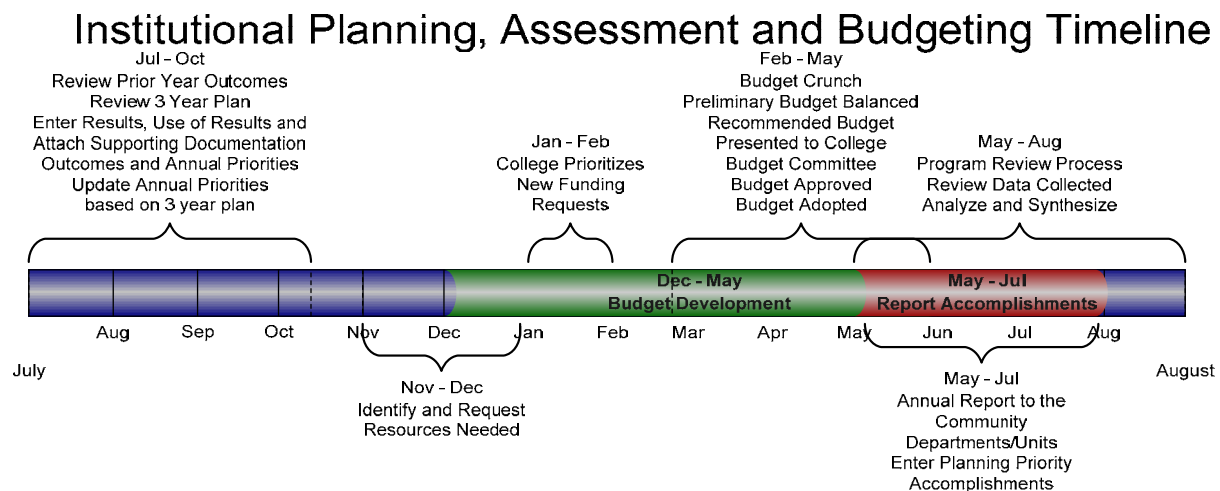 Institutional Planning, Assessment and Budgeting Timeline
Jul - Oct
Review Prior Year Outcomes
Review 3 Year Plan
Enter Results, Use of Results and
Attach Supporting Documentation
Outcomes and Annual Priorities
Update Annual Priorities
based on 3 year plan
Jan - Feb
College Prioritizes
New Funding
Requests
Feb - May
Budget Crunch
Preliminary Budget Balanced
Recommended Budget
Presented to College
Budget Committee
Budget Approved
Budget Adopted
May - Aug
Program Review Process
Review Data Collected
Analyze and Synthesize
Dec - May
Budget Development
May - Jul
Report Accomplishments
Aug Sep Oct Nov Dec Jan Feb Mar Apr May Jun Jul Aug
July
August
Nov - Dec
Identify and Request
Resources Needed
May - Jul
Annual Report to the
Community
Departments/Units
Enter Planning Priority
Accomplishments